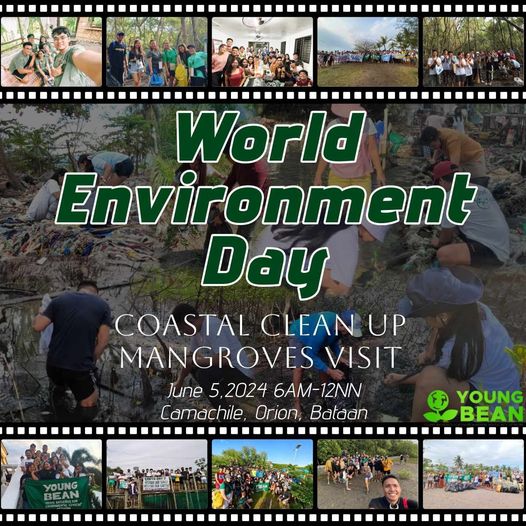 World
Environment
Day
COASTAL CLEAN UP
MANGROVES VISIT
June 5,2024 6AM-12NN
Camachile, Orion, Bataan
YOUNG
BEAN
YOUNG
BEAN